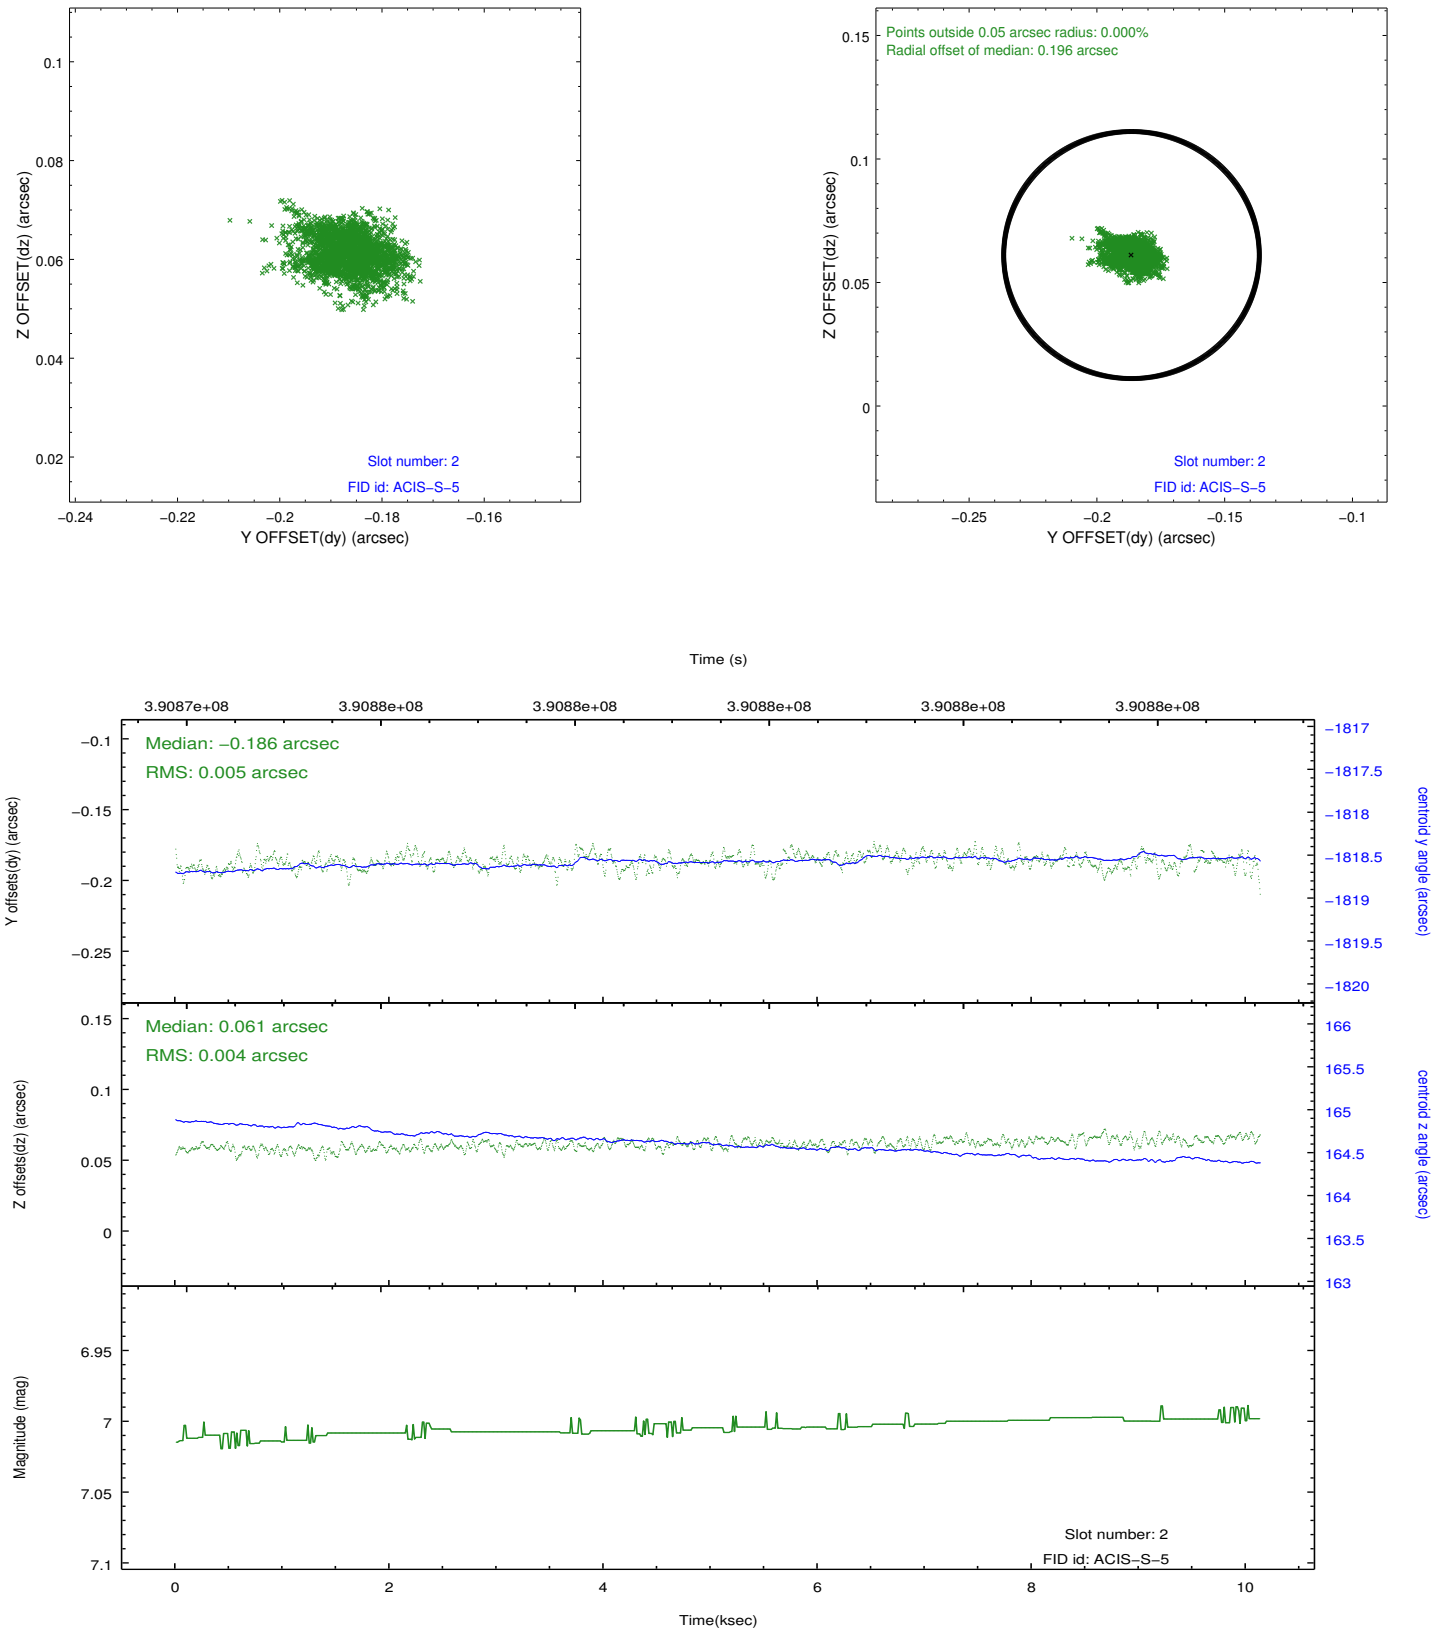 0.1
0.08
0.06
0.04
0.02
Z OFFSET(dz) (arcsec)
Slot number: 2
FID id: ACIS−S−5
−0.24 −0.22 −0.2 −0.18 −0.16
Y OFFSET(dy) (arcsec)
Points outside 0.05 arcsec radius: 0.000%
Radial offset of median: 0.196 arcsec
0.15
0.1
0.05
0
Z OFFSET(dz) (arcsec)
Slot number: 2
FID id: ACIS−S−5
−0.25 −0.2 −0.15 −0.1
Y OFFSET(dy) (arcsec)
Time (s)
3.9087e+08 3.9088e+08 3.9088e+08 3.9088e+08 3.9088e+08 3.9088e+08
Median: −0.186 arcsec
RMS: 0.005 arcsec
−0.1
−0.15
−0.2
−0.25
Y offsets(dy) (arcsec)
−1817
−1817.5
−1818
−1818.5
−1819
−1819.5
−1820
centroid y angle (arcsec)
Median: 0.061 arcsec
RMS: 0.004 arcsec
0.15
0.1
0.05
0
Z offsets(dz) (arcsec)
166
165.5
165
164.5
164
163.5
163
centroid z angle (arcsec)
6.95
7
7.05
7.1
Magnitude (mag)
Slot number: 2
FID id: ACIS−S−5
0 2 4 6 8 10
Time(ksec)